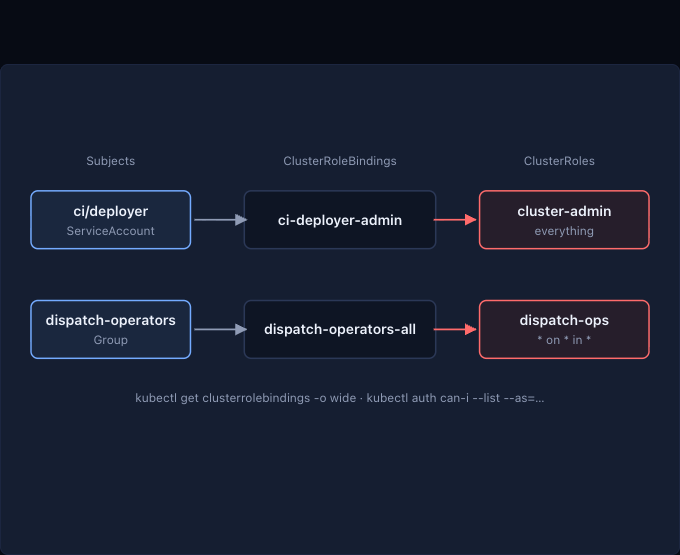 Subjects
ClusterRoleBindings
ClusterRoles
ci/deployer
ServiceAccount
ci-deployer-admin
cluster-admin
everything
dispatch-operators
Group
dispatch-operators-all
dispatch-ops
* on * in *
kubectl get clusterrolebindings -o wide · kubectl auth can-i --list --as=…